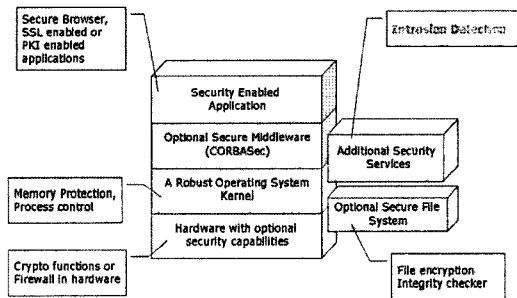 Secure Browser,
SSL enabled or
PKI enabled
applications
Intrusion Detection
Security Enabled
Application
Optional Secure Middleware
(CORBASec)
Additional Security
Services
Memory Protection,
Process control
A Robust Operating System
Kernel
Optional Secure File
System
Hardware with optional
security capabilities
Crypto functions or
Firewall in hardware
File encryption
Integrity checker